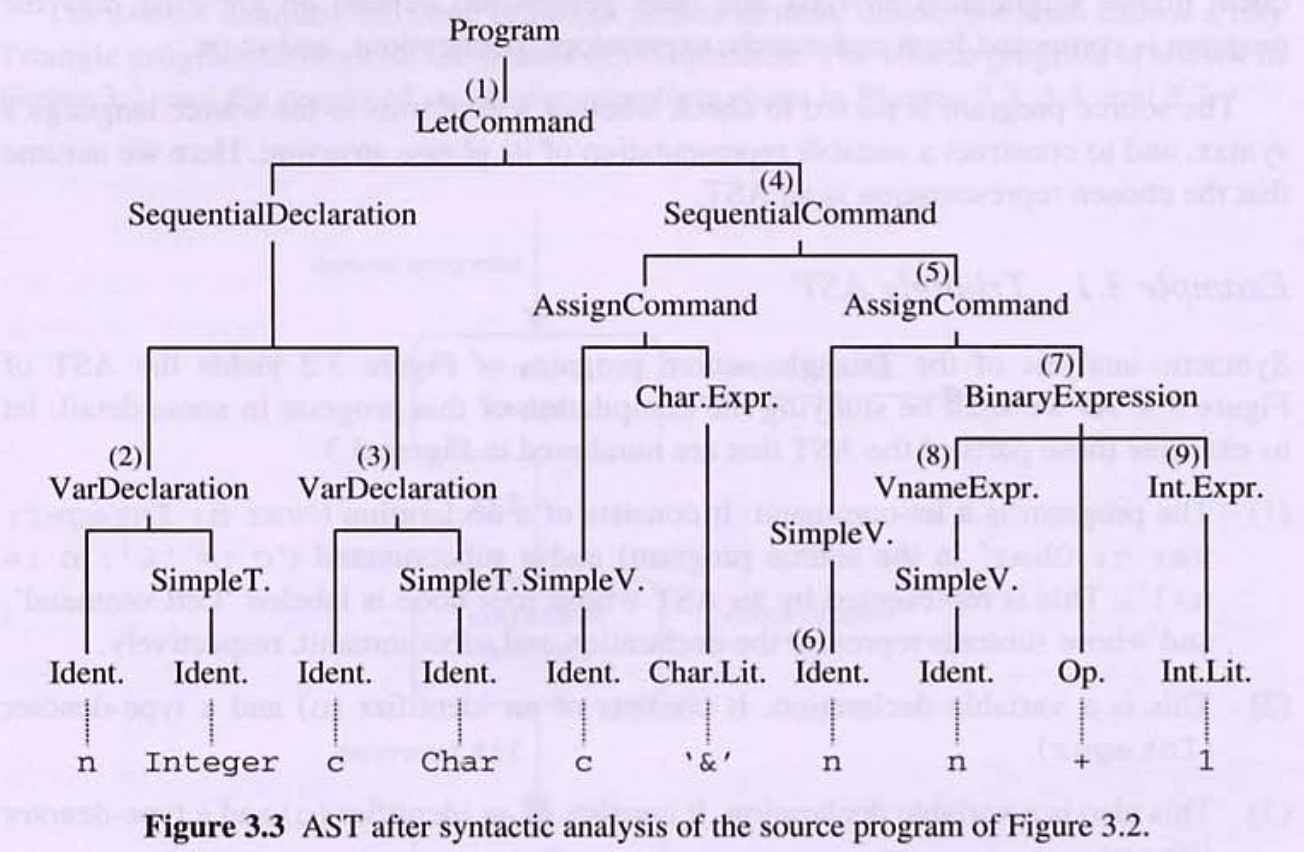 Program
(1)
LetCommand
(4)
SequentialDeclaration SequentialCommand
(5)
AssignCommand AssignCommand
(7)
Char.Expr. BinaryExpression
(2) (3) (8) (9)
VarDeclaration VarDeclaration VnameExpr. Int.Expr.
SimpleV.
SimpleT. SimpleT. SimpleV. SimpleV.
(6)
Ident. Ident. Ident. Ident. Ident. Char.Lit. Ident. Ident. Op. Int.Lit.
n Integer c Char c '&' n n + 1
Figure 3.3 AST after syntactic analysis of the source program of Figure 3.2.